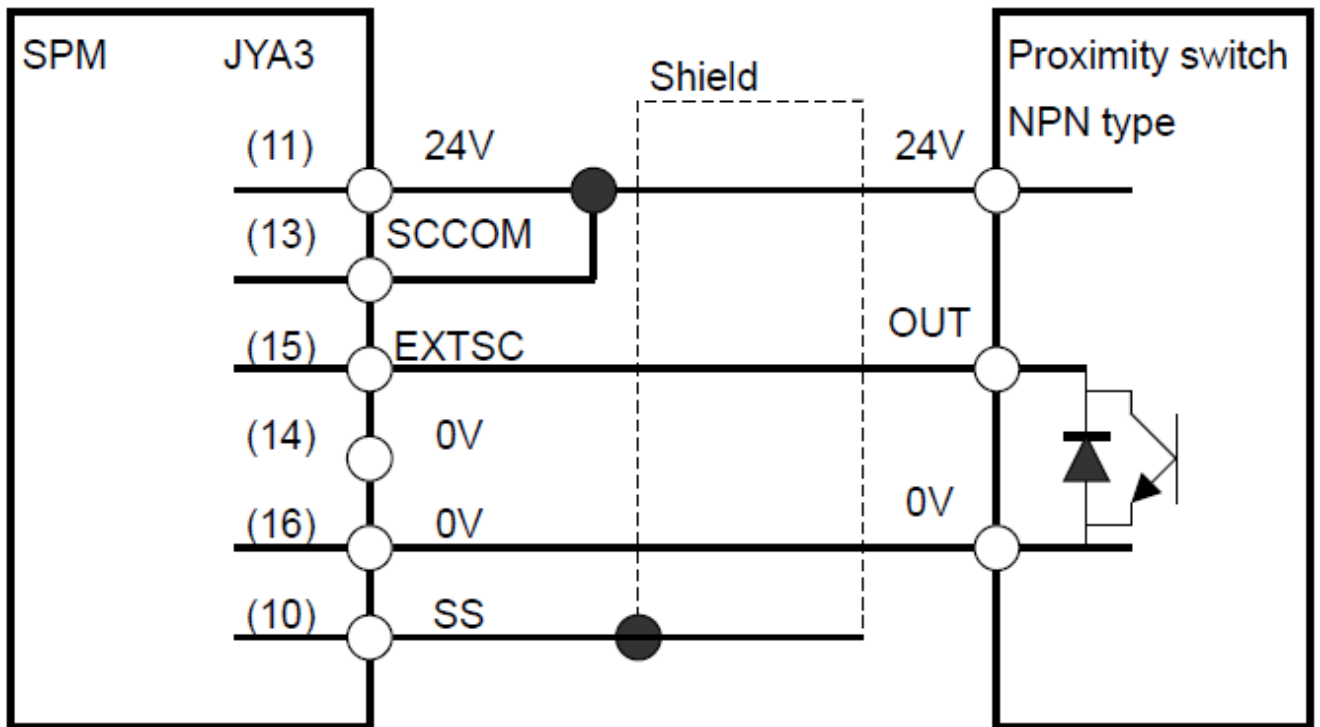 SPM JYA3
Proximity switch
NPN type
Shield
(11) 24V 24V
(13) SCCOM
(15) EXTSC OUT
(14) 0V
(16) 0V 0V
(10) SS